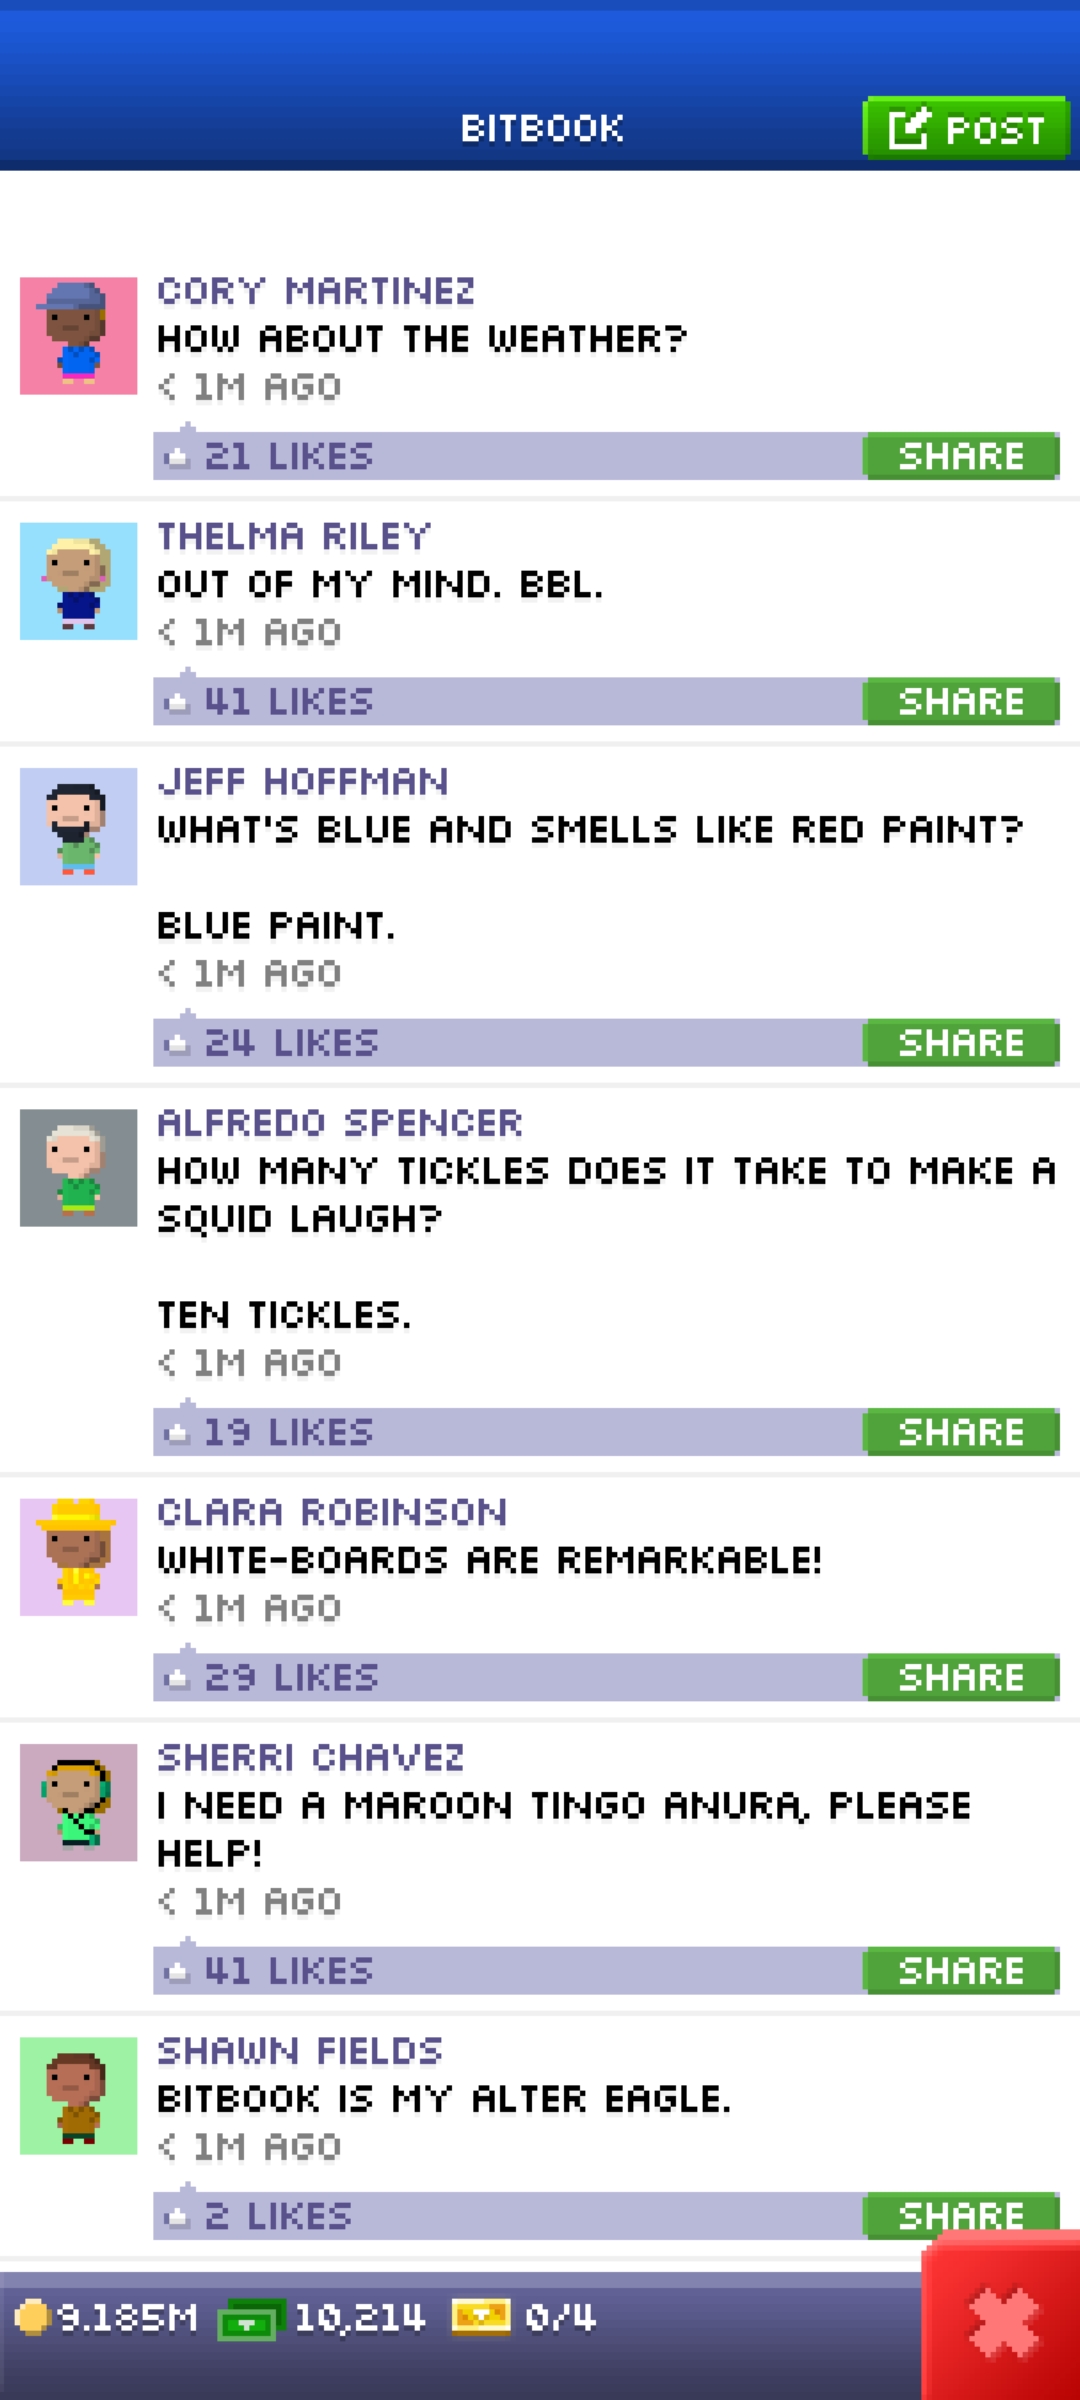 BITBOOK
POST
CORY MARTINEZ
HOW ABOUT THE WEATHER?
< 1M AGO
21 LIKES
SHARE
THELMA RILEY
OUT OF MY MIND. BBL.
< 1M AGO
41 LIKES
SHARE
JEFF HOFFMAN
WHAT'S BLUE AND SMELLS LIKE RED PAINT?
BLUE PAINT.
< 1M AGO
24 LIKES
SHARE
ALFREDO SPENCER
HOW MANY TICKLES DOES IT TAKE TO MAKE A
SQUID LAUGH?
TEN TICKLES.
< 1M AGO
19 LIKES
SHARE
CLARA ROBINSON
WHITE-BOARDS ARE REMARKABLE!
< 1M AGO
29 LIKES
SHARE
SHERRI CHAVEZ
I NEED A MAROON TINGO ANURA, PLEASE
HELP!
< 1M AGO
41 LIKES
SHARE
SHAWN FIELDS
BITBOOK IS MY ALTER EAGLE.
< 1M AGO
2 LIKES
SHARE
9.185M 10,214 0/4